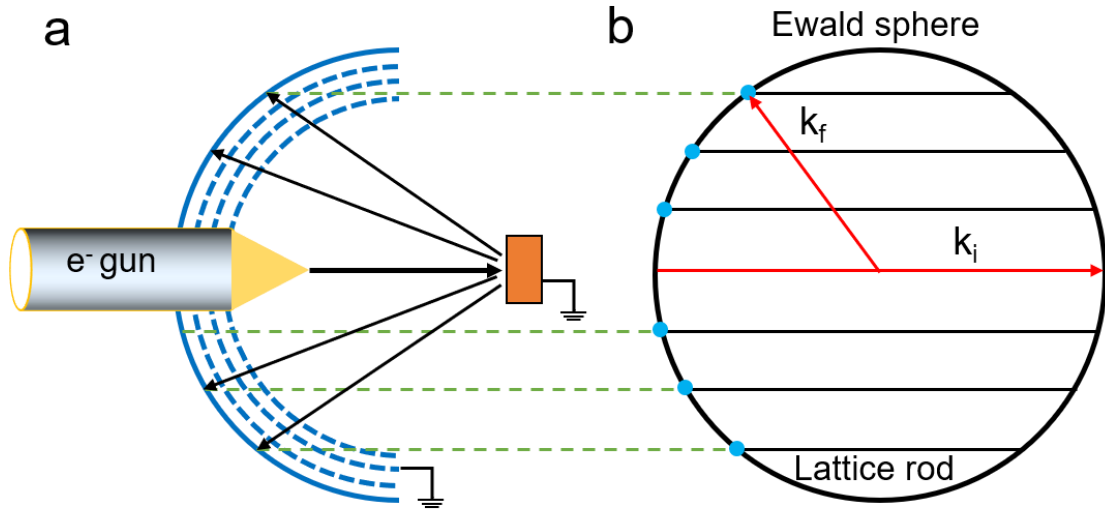 a
b
Ewald sphere
e- gun
kf
ki
Lattice rod